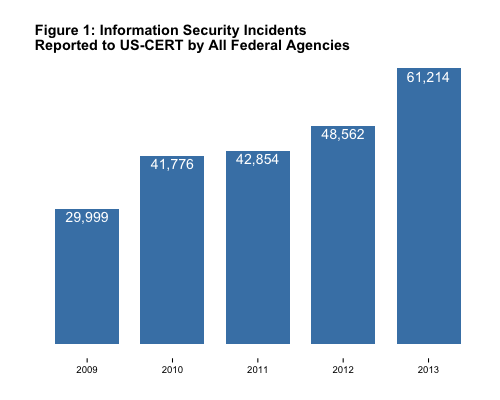 Figure 1: Information Security Incidents
Reported to US-CERT by All Federal Agencies
61,214
48,562
42,854
41,776
29,999
2009 2010 2011 2012 2013